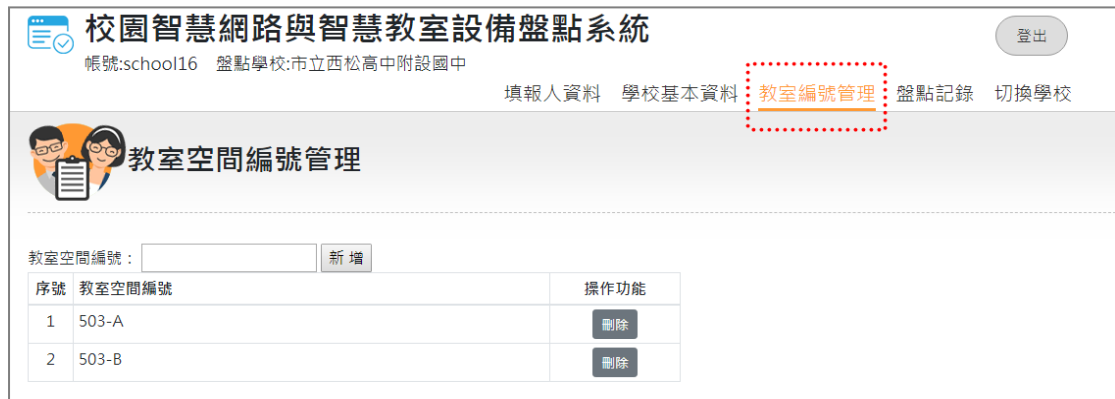 校園智慧網路與智慧教室設備盤點系統
登出
帳號:school16 盤點學校:市立西松高中附設國中
填報人資料 學校基本資料 教室編號管理 盤點記錄 切換學校
教室空間編號管理
教室空間編號：
新 增
序號 教室空間編號 操作功能
1 503-A 刪除
2 503-B 刪除